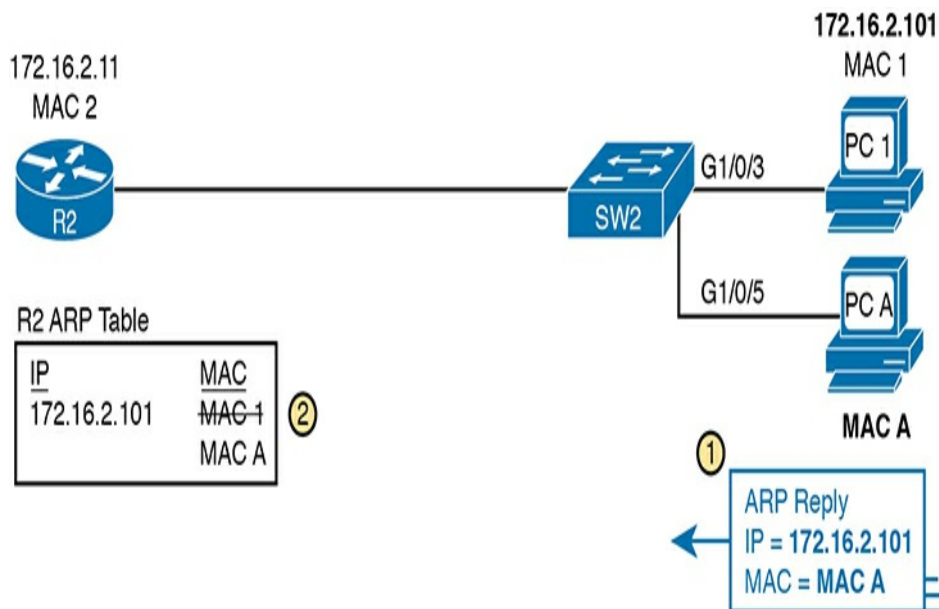 172.16.2.11
MAC 2
R2
SW2
G1/0/3
G1/0/5
172.16.2.101
MAC 1
PC 1
PC A
MAC A
R2 ARP Table
IP MAC
172.16.2.101 MAC 1
MAC A
2
1
ARP Reply
IP = 172.16.2.101
MAC = MAC A